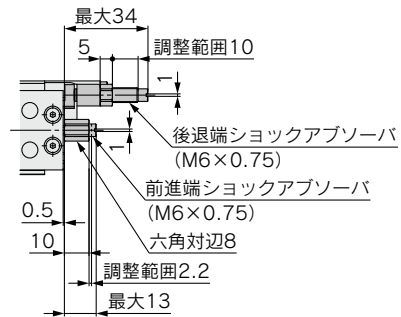 最大34
5
調整範囲10
1
後退端ショックアブソーバ
(M6×0.75)
1
前進端ショックアブソーバ
(M6×0.75)
0.5
六角対辺8
10
調整範囲2.2
最大13